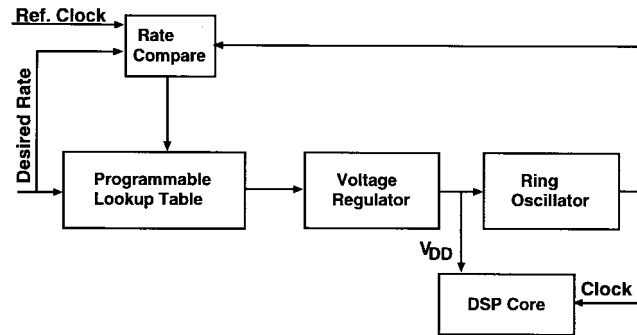 Ref. Clock
Rate
Compare
Desired Rate
Programmable
Lookup Table
Voltage
Regulator
Ring
Oscillator
VDD
DSP Core
Clock